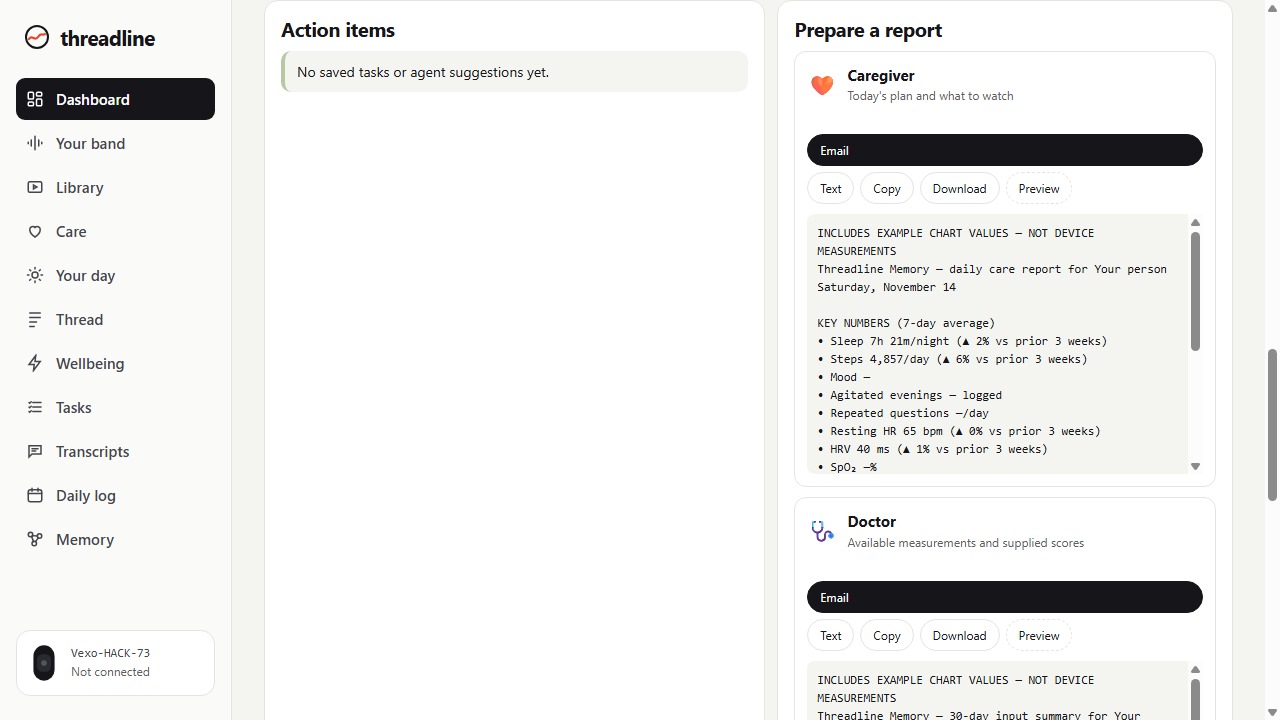 threadline
Dashboard
Your band
Library
Care
Your day
Thread
Wellbeing
Tasks
Transcripts
Daily log
Memory
Vexo-HACK-73
Not connected
Action items
No saved tasks or agent suggestions yet.
Prepare a report
Caregiver
Today's plan and what to watch
Email
Text
Copy
Download
Preview
INCLUDES EXAMPLE CHART VALUES — NOT DEVICE
MEASUREMENTS
Threadline Memory — daily care report for Your person
Saturday, November 14
KEY NUMBERS (7-day average)
• Sleep 7h 21m/night (▲ 2% vs prior 3 weeks)
• Steps 4,857/day (▲ 6% vs prior 3 weeks)
• Mood —
• Agitated evenings — logged
• Repeated questions —/day
• Resting HR 65 bpm (▲ 0% vs prior 3 weeks)
• HRV 40 ms (▲ 1% vs prior 3 weeks)
• SpO₂ —%
Doctor
Available measurements and supplied scores
Email
Text
Copy
Download
Preview
INCLUDES EXAMPLE CHART VALUES — NOT DEVICE
MEASUREMENTS
Threadline Memory — 30-day input summary for Your